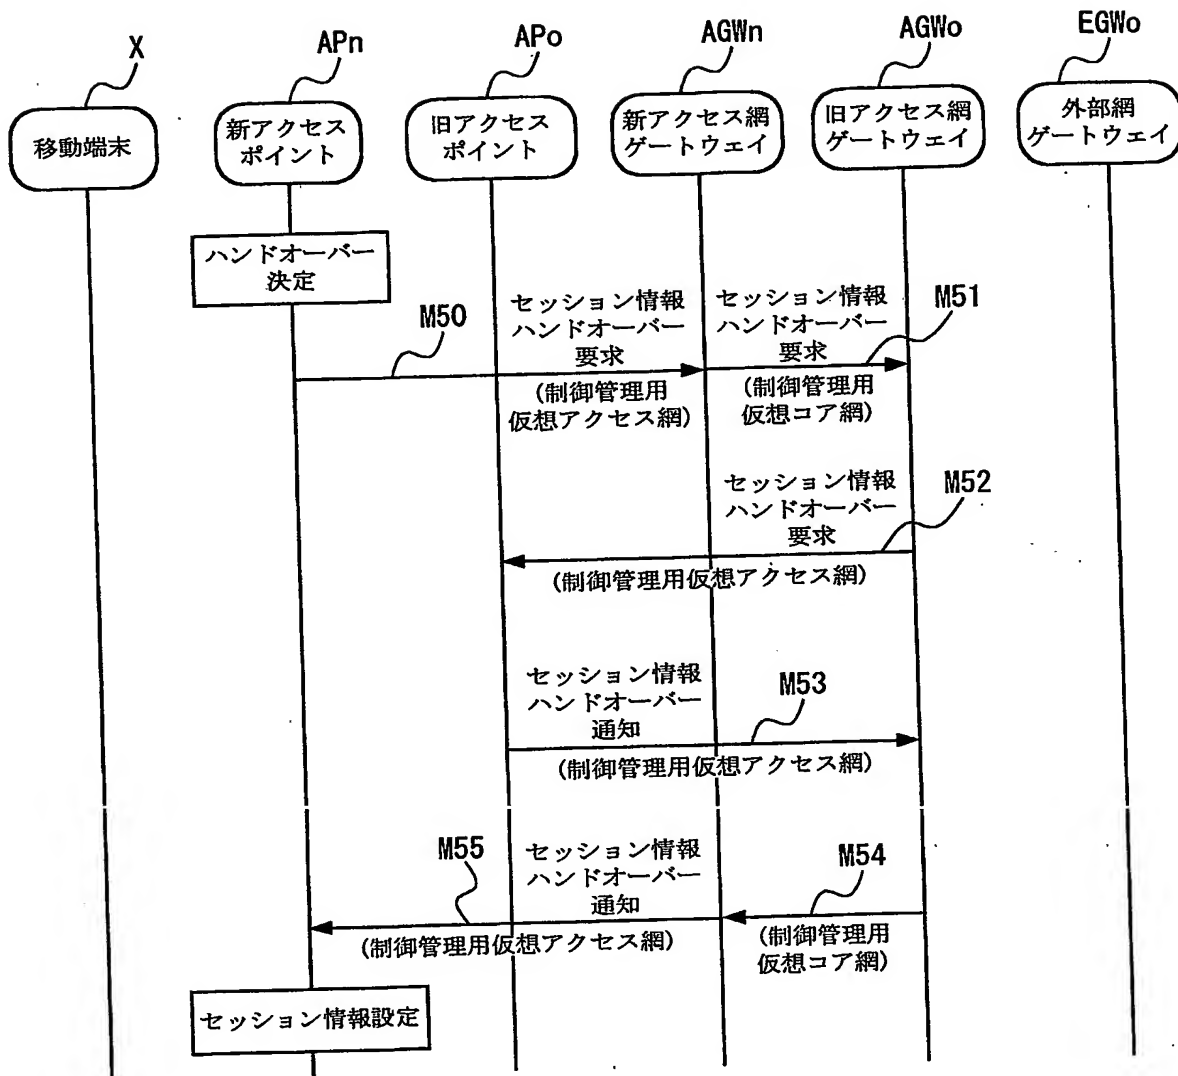 X
APn
APo
AGWn
AGWo
EGWo
移動端末
新アクセス
ポイント
旧アクセス
ポイント
新アクセス網
ゲートウェイ
旧アクセス網
ゲートウェイ
外部網
ゲートウェイ
ハンドオーバー
決定
M50
セッション情報
ハンドオーバー
要求
(制御管理用
仮想アクセス網)
セッション情報
ハンドオーバー
要求
M51
(制御管理用
仮想コア網)
セッション情報
ハンドオーバー
要求
M52
(制御管理用仮想アクセス網)
セッション情報
ハンドオーバー
通知
M53
(制御管理用仮想アクセス網)
M55
セッション情報
ハンドオーバー
通知
(制御管理用仮想アクセス網)
M54
(制御管理用
仮想コア網)
セッション情報設定